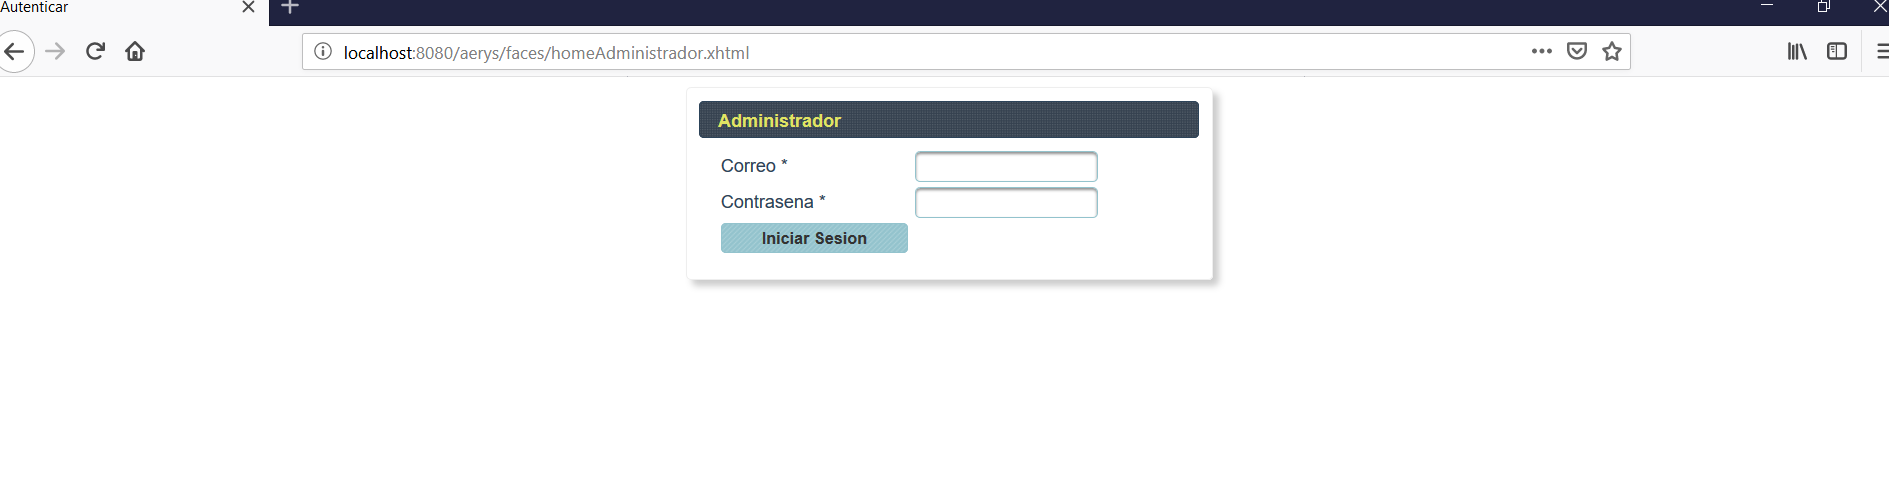 Autenticar
localhost:8080/aerys/faces/homeAdministrador.xhtml
Administrador
Correo *
Contrasena *
Iniciar Sesion